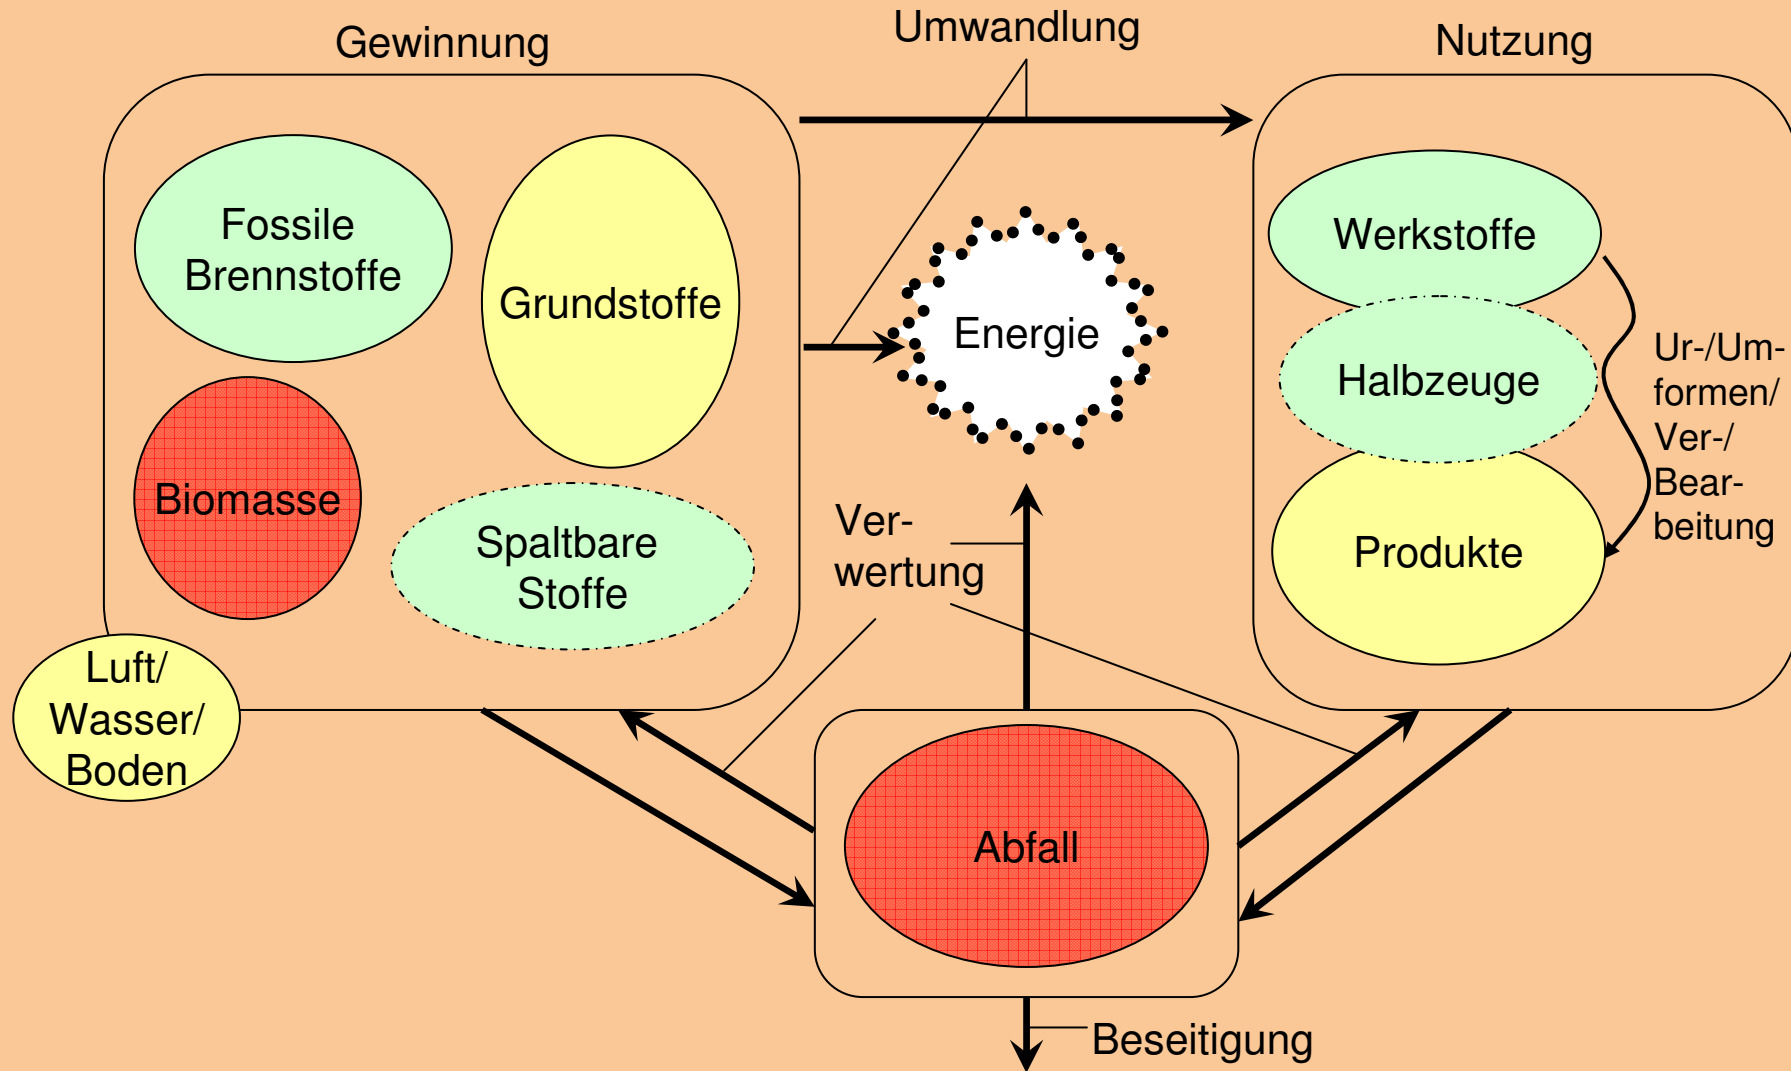 Gewinnung
Umwandlung
Nutzung
Fossile
Brennstoffe
Grundstoffe
Biomasse
Spaltbare
Stoffe
Luft/
Wasser/
Boden
Energie
Ver-
wertung
Werkstoffe
Halbzeuge
Produkte
Ur-/Um-
formen/
Ver-/
Bear-
beitung
Abfall
Beseitigung